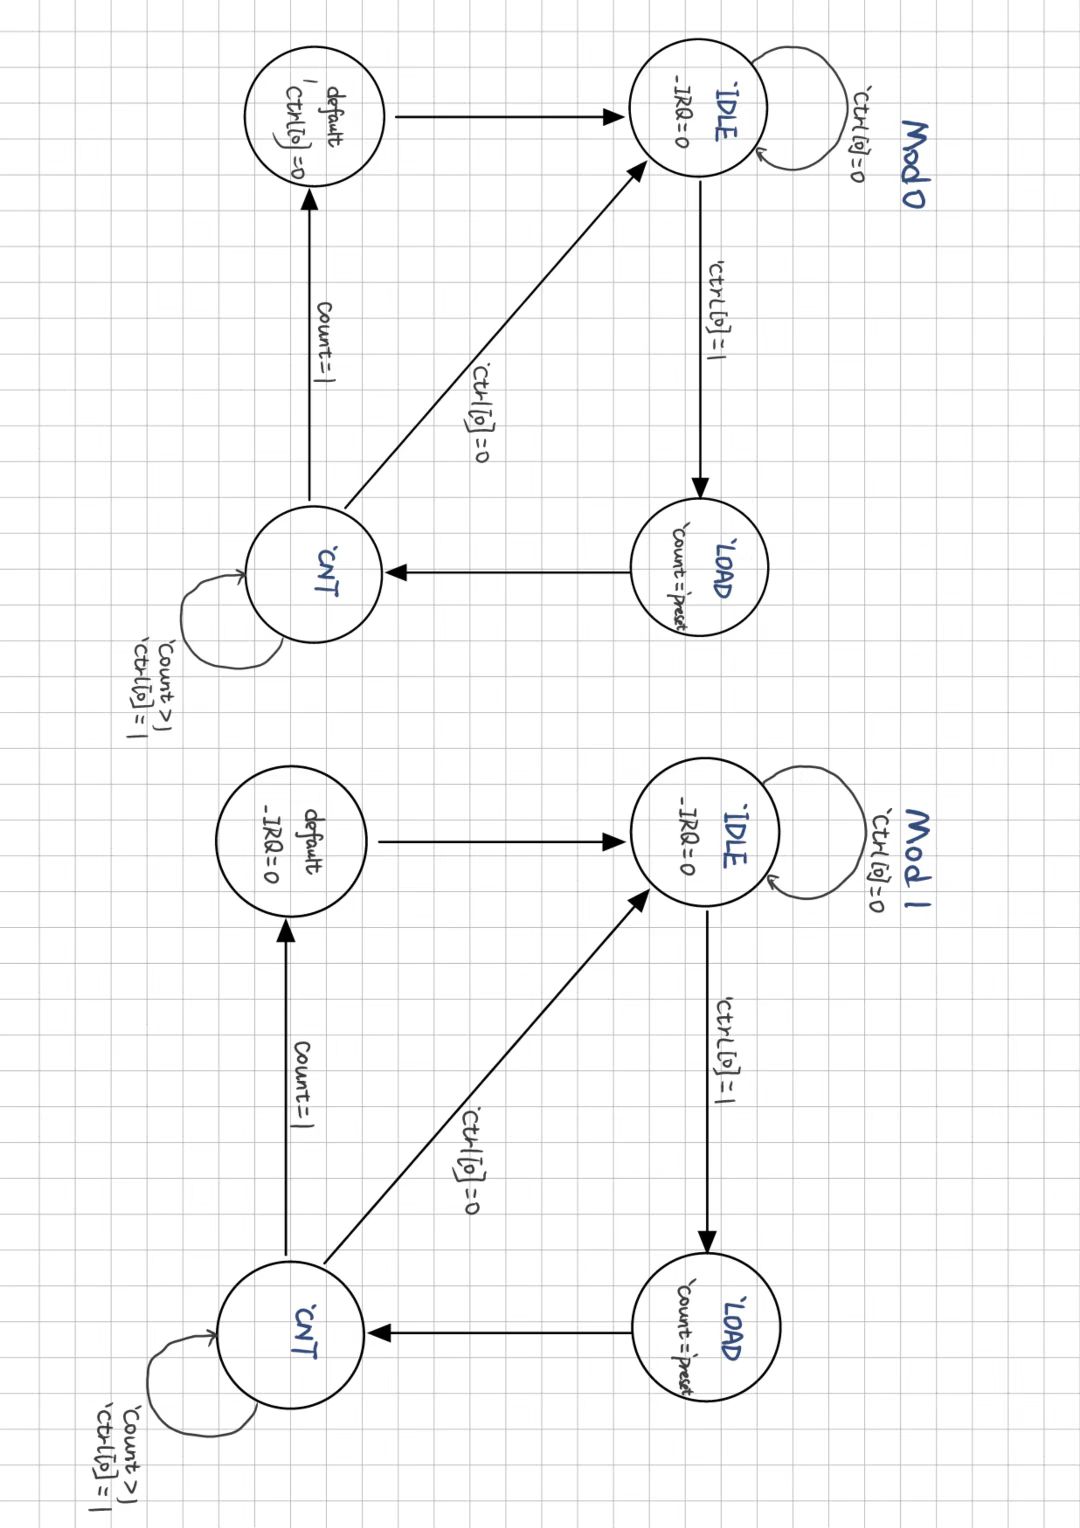 Mod 0
`Ctrl[0]=0
`IDLE
_IRQ=0
`Ctrl[0]=1
`LOAD
`Count=`preset
`Ctrl[0]=0
default
'Ctrl[0]=0
Count=1
`CNT
`Count>1
`Ctrl[0]=1
Mod 1
`Ctrl[0]=0
`IDLE
_IRQ=0
`Ctrl[0]=1
`LOAD
`Count=`preset
`Ctrl[0]=0
default
_IRQ=0
Count=1
`CNT
`Count>1
`Ctrl[0]=1